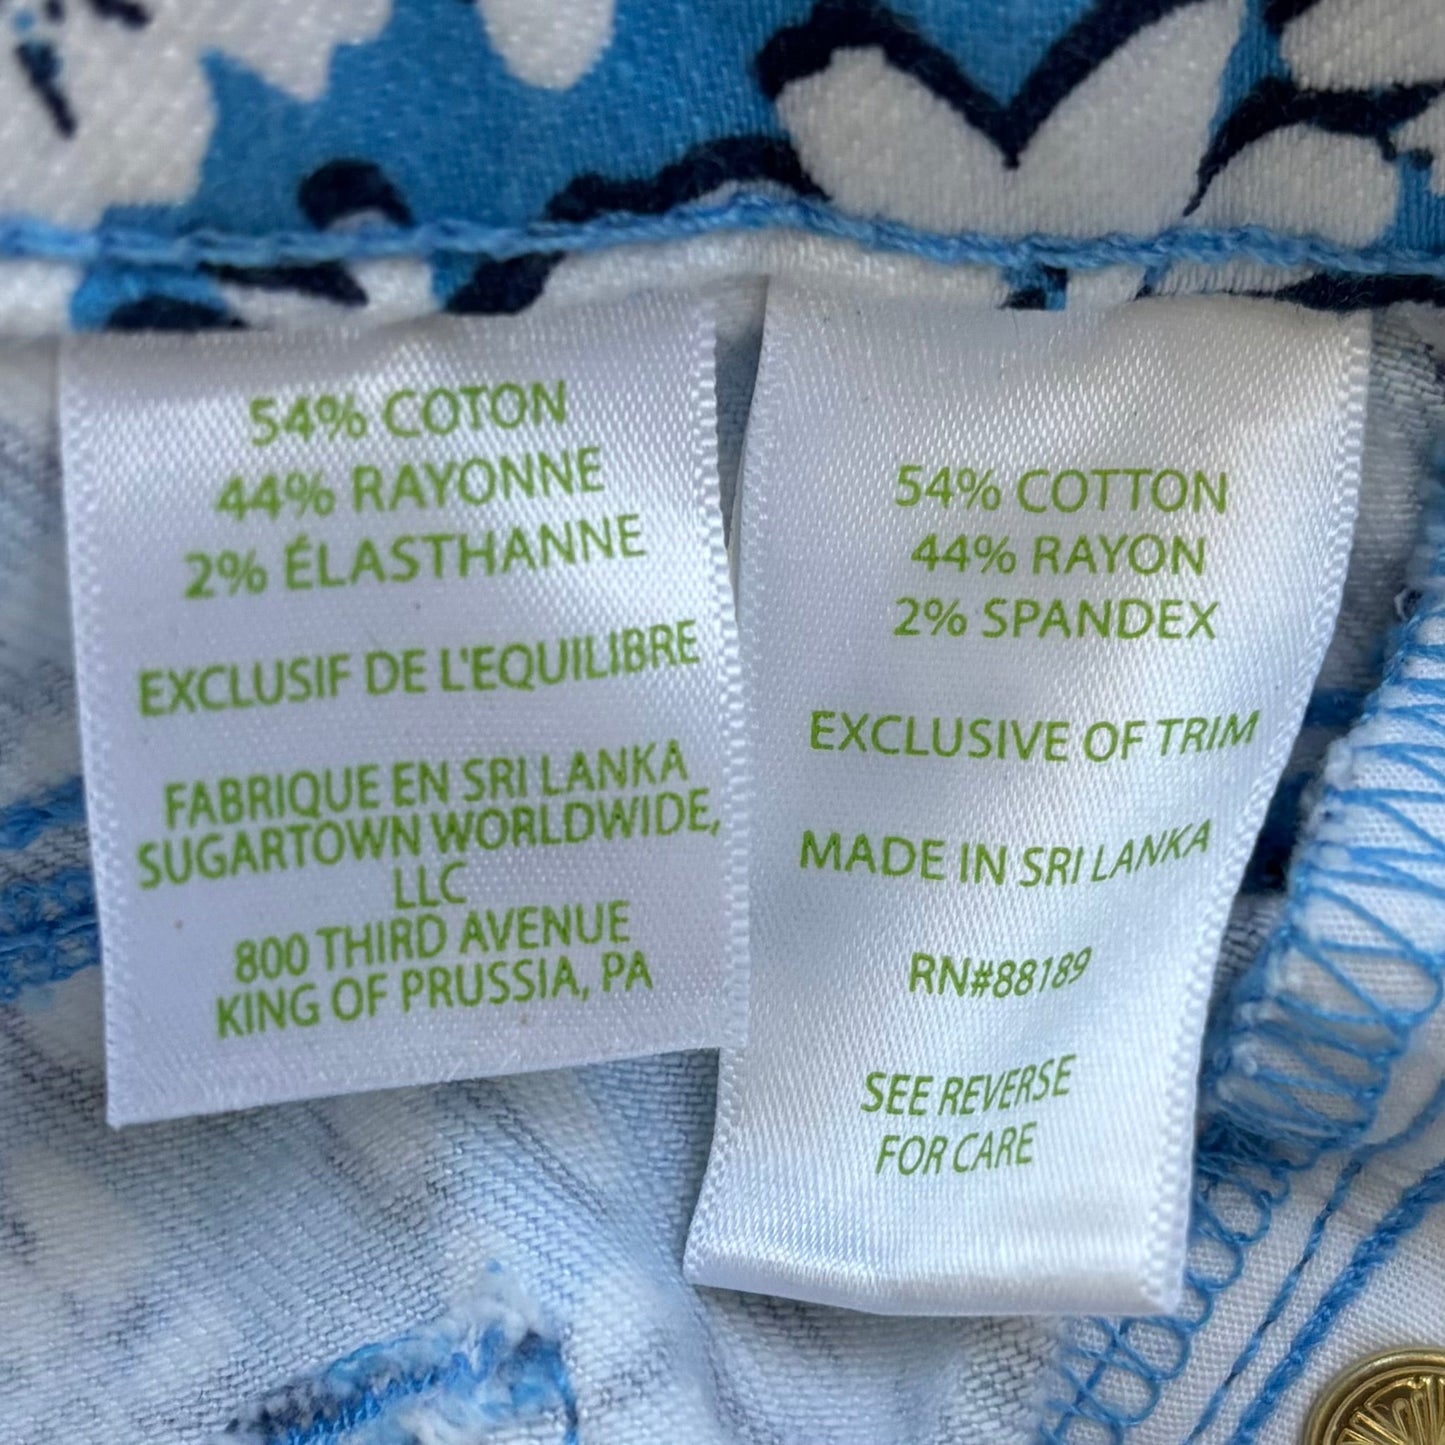 54% COTON
44% RAYONNE
2% ÉLASTHANNE
EXCLUSIF DE L'EQUILIBRE
FABRIQUE EN SRI LANKA
SUGARTOWN WORLDWIDE,
LLC
800 THIRD AVENUE
KING OF PRUSSIA, PA
54% COTTON
44% RAYON
2% SPANDEX
EXCLUSIVE OF TRIM
MADE IN SRI LANKA
RN#88189
SEE REVERSE
FOR CARE